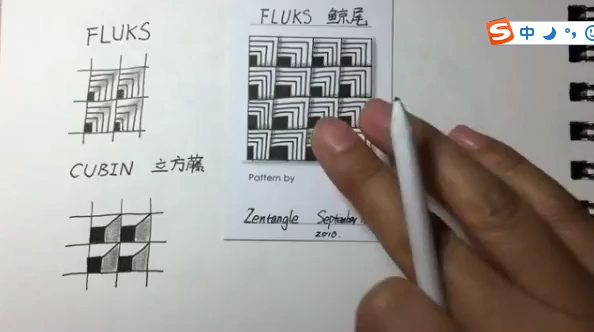 FLUKS
CUBIN 立方藤
FLUKS 鲸尾
Pattern by
Zentangle September
2010.
中